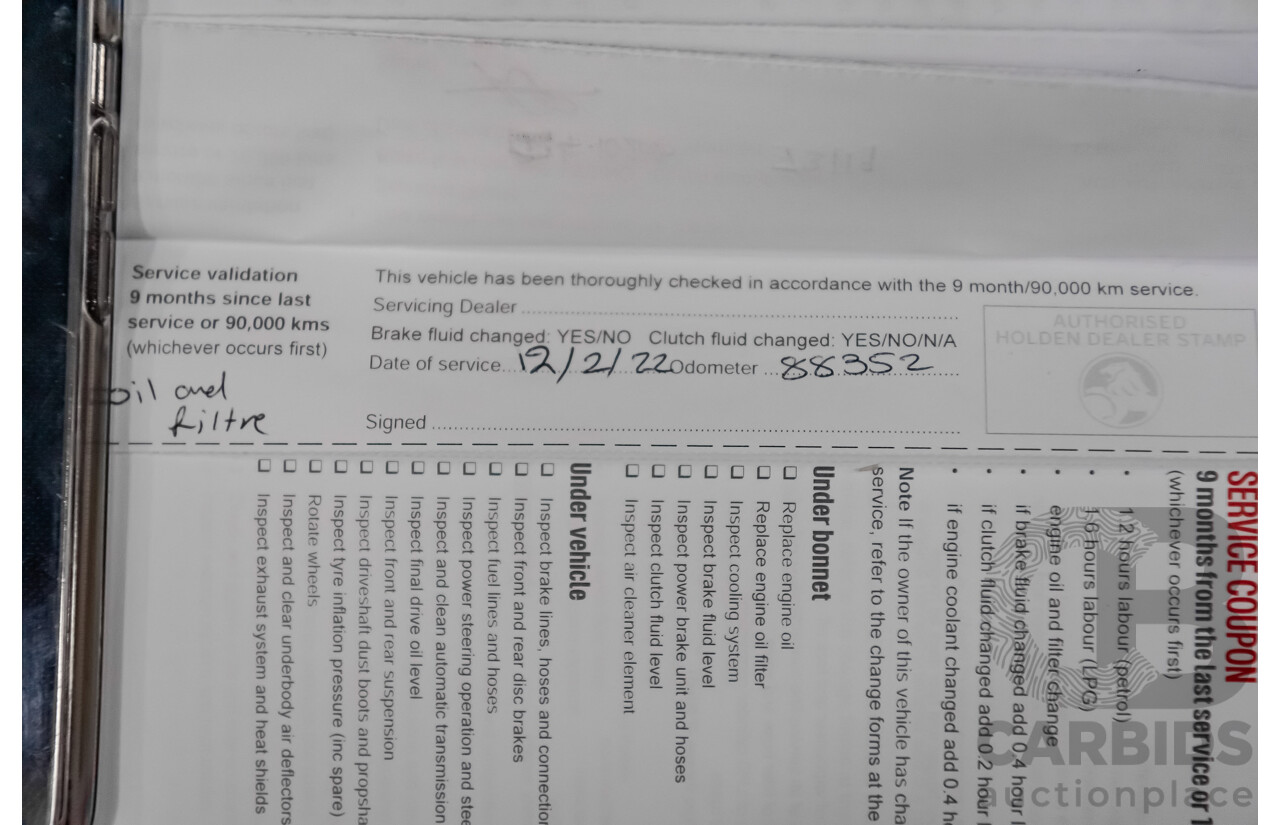 Service validation
9 months since last
service or 90,000 kms
(whichever occurs first)
oil and
filtre
This vehicle has been thoroughly checked in accordance with the 9 month/90,000 km service.
Servicing Dealer
Brake fluid changed: YES/NO Clutch fluid changed: YES/NO/N/A
Date of service 12/2/22 Odometer 88352
Signed
AUTHORISED
HOLDEN DEALER STAMP
SERVICE COUPON
9 months from the last service or 1
(whichever occurs first)
• 1.2 hours labour (petrol)
• 1.6 hours labour (LPG)
• engine oil and filter change
• if brake fluid changed add 0.4 hour l
• if clutch fluid changed add 0.2 hour l
• if engine coolant changed add 0.4 h
Note If the owner of this vehicle has cha
service, refer to the change forms at the
Under bonnet
❑ Replace engine oil
❑ Replace engine oil filter
❑ Inspect cooling system
❑ Inspect brake fluid level
❑ Inspect power brake unit and hoses
❑ Inspect clutch fluid level
❑ Inspect air cleaner element
Under vehicle
❑ Inspect brake lines, hoses and connection
❑ Inspect front and rear disc brakes
❑ Inspect fuel lines and hoses
❑ Inspect power steering operation and stee
❑ Inspect and clean automatic transmission
❑ Inspect final drive oil level
❑ Inspect front and rear suspension
❑ Inspect driveshaft dust boots and propsha
❑ Inspect tyre inflation pressure (inc spare)
❑ Rotate wheels
❑ Inspect and clear underbody air deflectors
❑ Inspect exhaust system and heat shields
CARBIDS
auctionplace